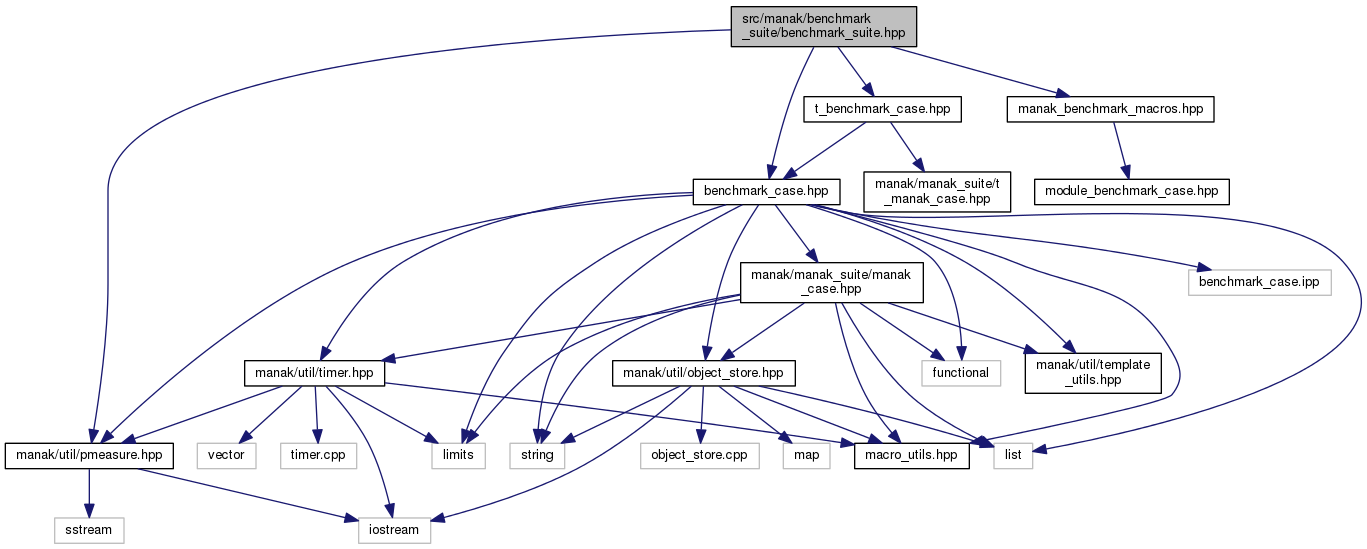 src/manak/benchmark
_suite/benchmark_suite.hpp
t_benchmark_case.hpp
manak_benchmark_macros.hpp
benchmark_case.hpp
manak/manak_suite/t
_manak_case.hpp
module_benchmark_case.hpp
manak/manak_suite/manak
_case.hpp
benchmark_case.ipp
manak/util/timer.hpp
manak/util/object_store.hpp
functional
manak/util/template
_utils.hpp
manak/util/pmeasure.hpp
vector
timer.cpp
limits
string
object_store.cpp
map
macro_utils.hpp
list
sstream
iostream